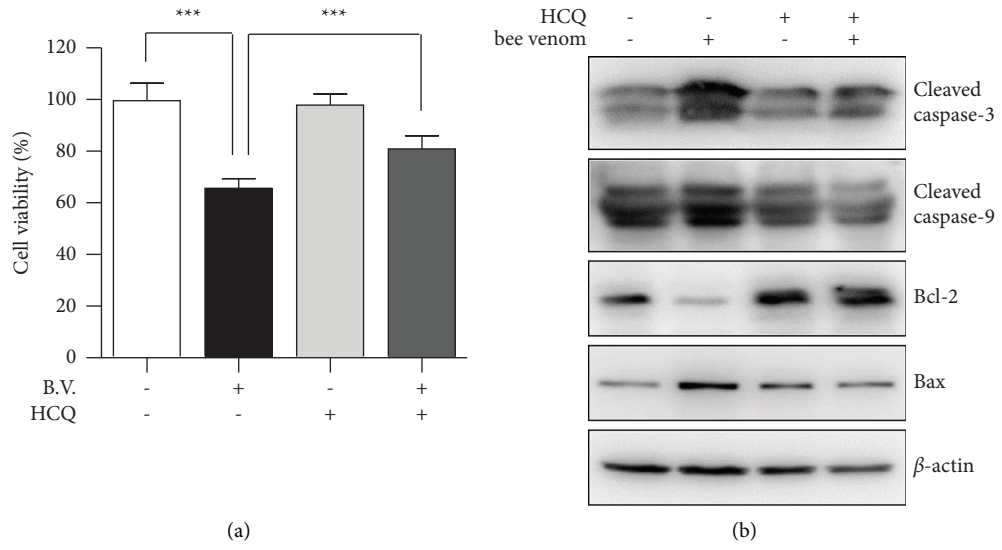 *** ***
120
100
80
60
40
20
0
Cell viability (%)
B.V. - + - +
HCQ - - + +
(a)
HCQ - - + +
bee venom - + - +
Cleaved
caspase-3
Cleaved
caspase-9
Bcl-2
Bax
β-actin
(b)